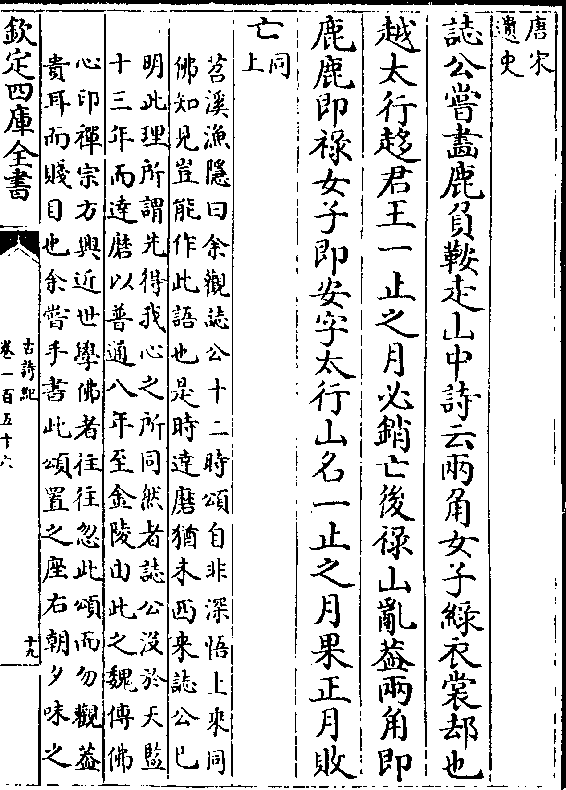 唐宋
遺史
誌公嘗畵鹿負鞍走山中詩云兩角女子緑衣裳却也
越太行趍君王一止之月必銷亡後禄山亂葢兩角即
鹿鹿即禄女子即安字太行山名一止之月果正月敗
亡同
上
苕溪漁隱曰余觀誌公十二時頌自非深悟上乘同
佛知見豈能作此語也是時達磨猶未西來誌公已
明此理所謂先得我心之所同然者誌公沒於天監
十三年而達磨以普通八年至金陵由此之魏傳佛
心印禪宗方興近世學佛者往往忽此頌而勿觀葢
貴耳而賤目也余嘗手書此頌置之座右朝夕味之
欽定四庫全書
古詩紀
卷一百五十六
十九